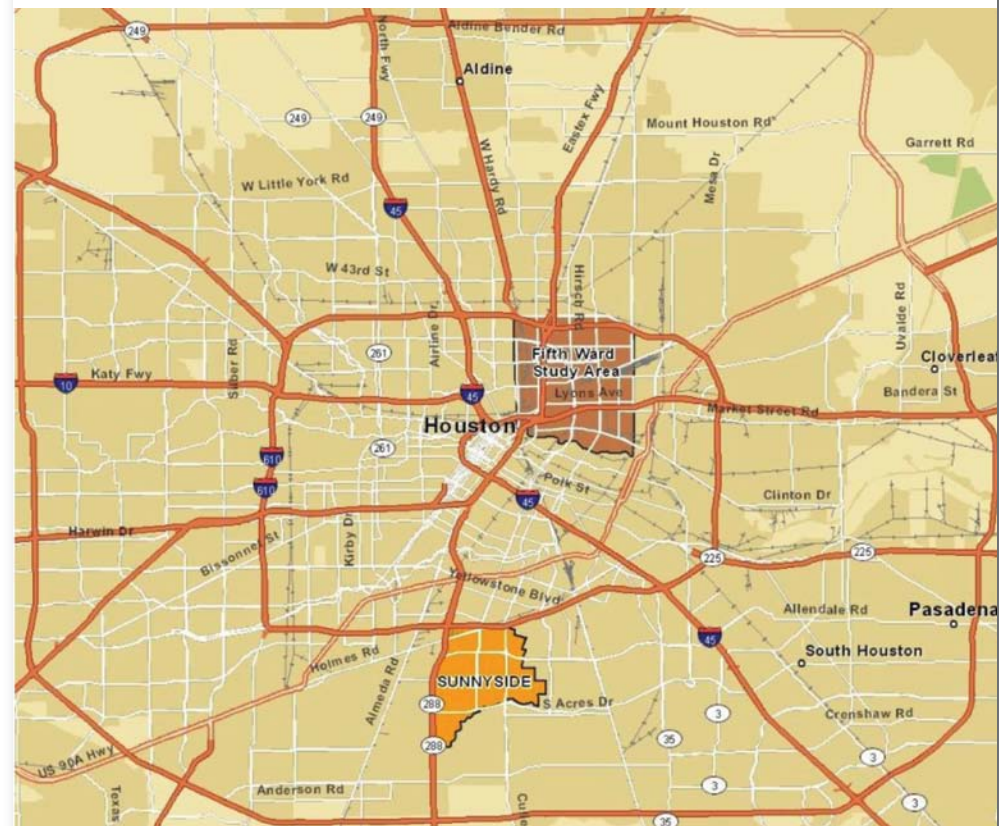 249
North Fwy
Aldine Bender Rd
Aldine
249
249
Eastex Fwy
Mount Houston Rd
Garrett Rd
W Hardy Rd
Mesa Dr
W Little York Rd
45
W 43rd St
Hirsch Rd
Uvalde Rd
Airline Dr
261
Fifth Ward
Study Area
Cloverleaf
10
Katy Fwy
45
Lyons Ave
Bandera St
Market Street Rd
Houston
261
610
Polk St
610
45
Clinton Dr
Harwin Dr
Kirby Dr
Bissonnet St
225
225
Yellowstone Blvd
Allendale Rd
Pasadena
45
Holmes Rd
South Houston
Almeda Rd
SUNNYSIDE
288
S Acres Dr
3
Crenshaw Rd
288
35
US 90A Hwy
3
3
Anderson Rd
Texas
3
35